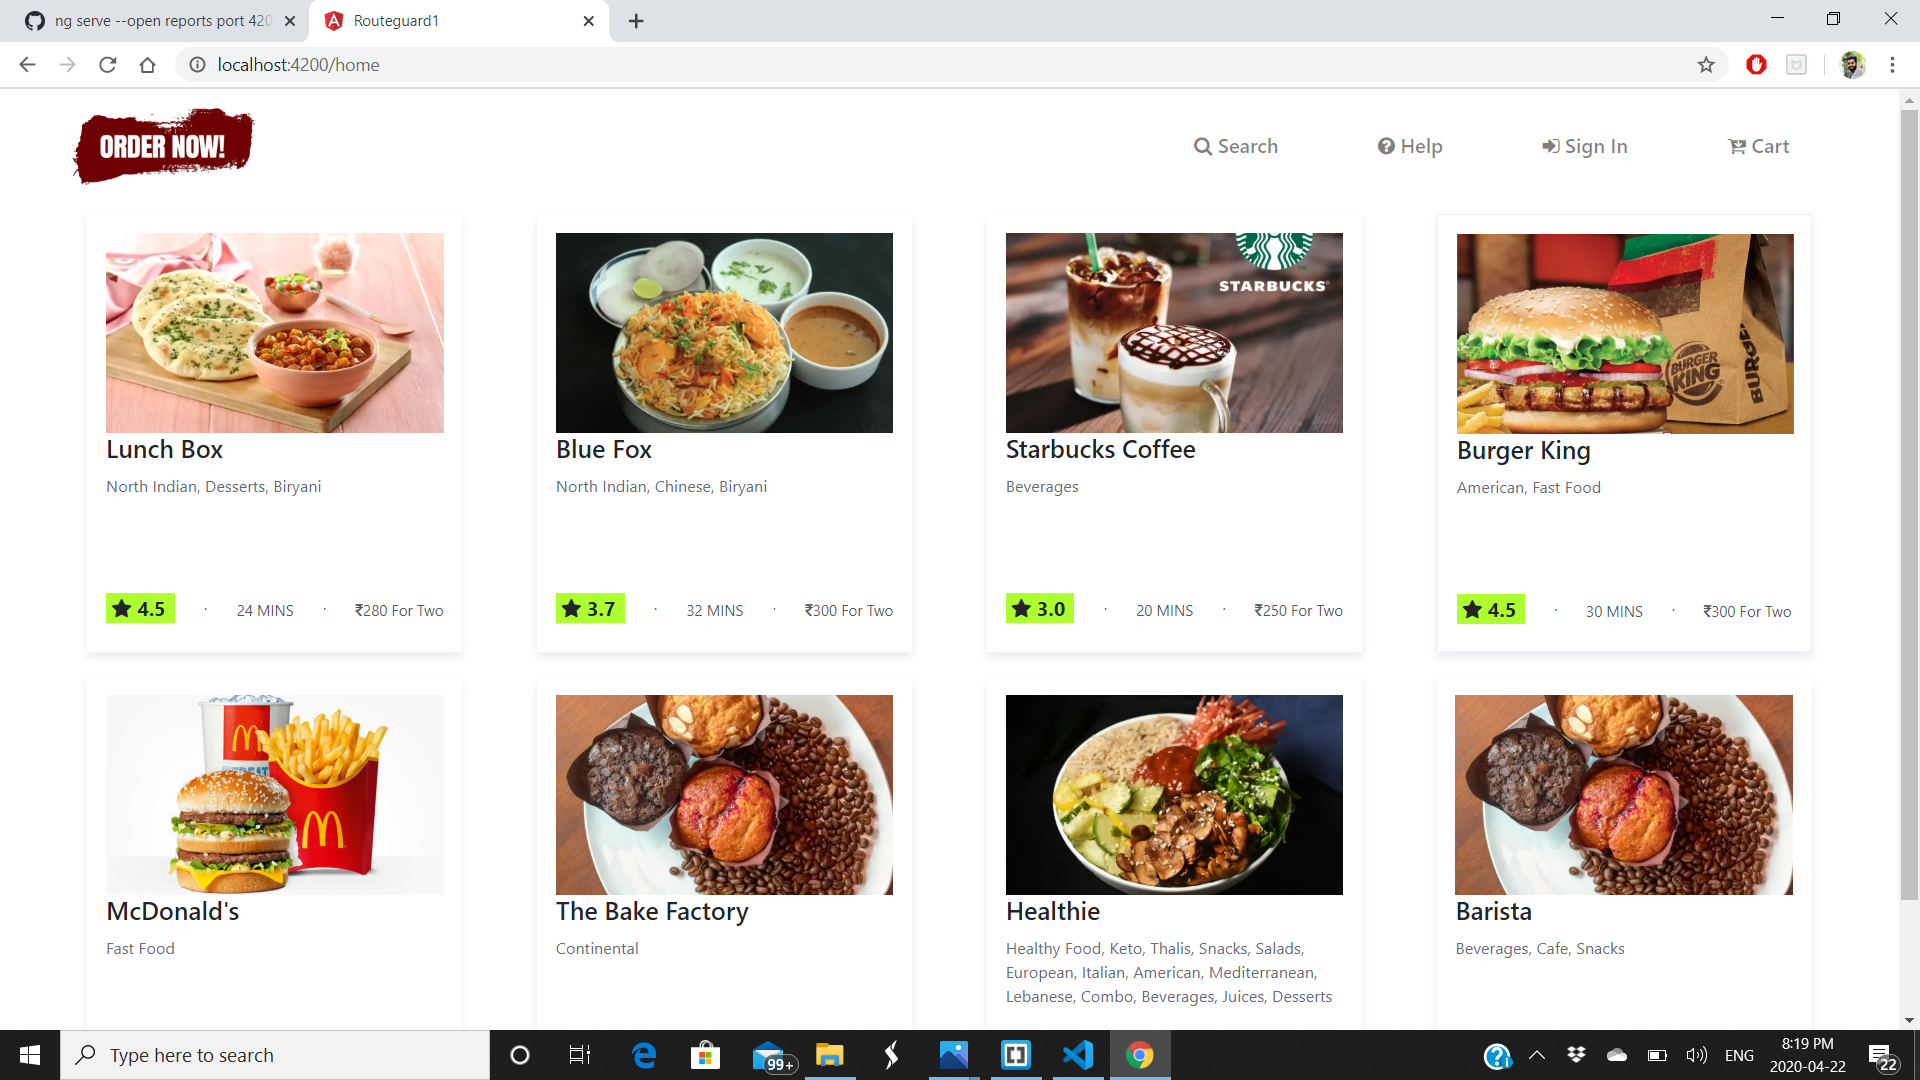 ng serve --open reports port 420
Routeguard1
localhost:4200/home
ORDER NOW!
Search
Help
Sign In
Cart
STARBUCKS
BURGER KING
BURGER
Lunch Box
Blue Fox
Starbucks Coffee
Burger King
North Indian, Desserts, Biryani
North Indian, Chinese, Biryani
Beverages
American, Fast Food
4.5 · 24 MINS · ₹280 For Two
3.7 · 32 MINS · ₹300 For Two
3.0 · 20 MINS · ₹250 For Two
4.5 · 30 MINS · ₹300 For Two
McDonald's
The Bake Factory
Healthie
Barista
Fast Food
Continental
Healthy Food, Keto, Thalis, Snacks, Salads,
European, Italian, American, Mediterranean,
Lebanese, Combo, Beverages, Juices, Desserts
Beverages, Cafe, Snacks
Type here to search
99+
ENG
8:19 PM
2020-04-22
22